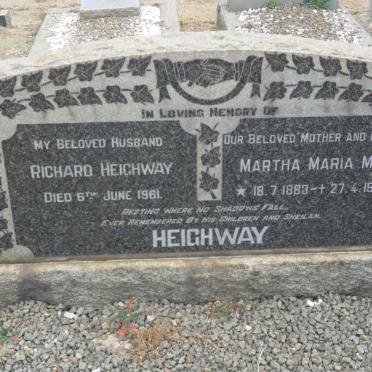 In Loving Memory of
My Beloved Husband
Richard Heighway
Died 6th June 1961.
Our Beloved Mother and
Martha Maria M
* 18.7.1883 - † 27.4.19
Resting Where No Shadows Fall,
Ever Remembered By His Children and Sheilah.
HEIGHWAY